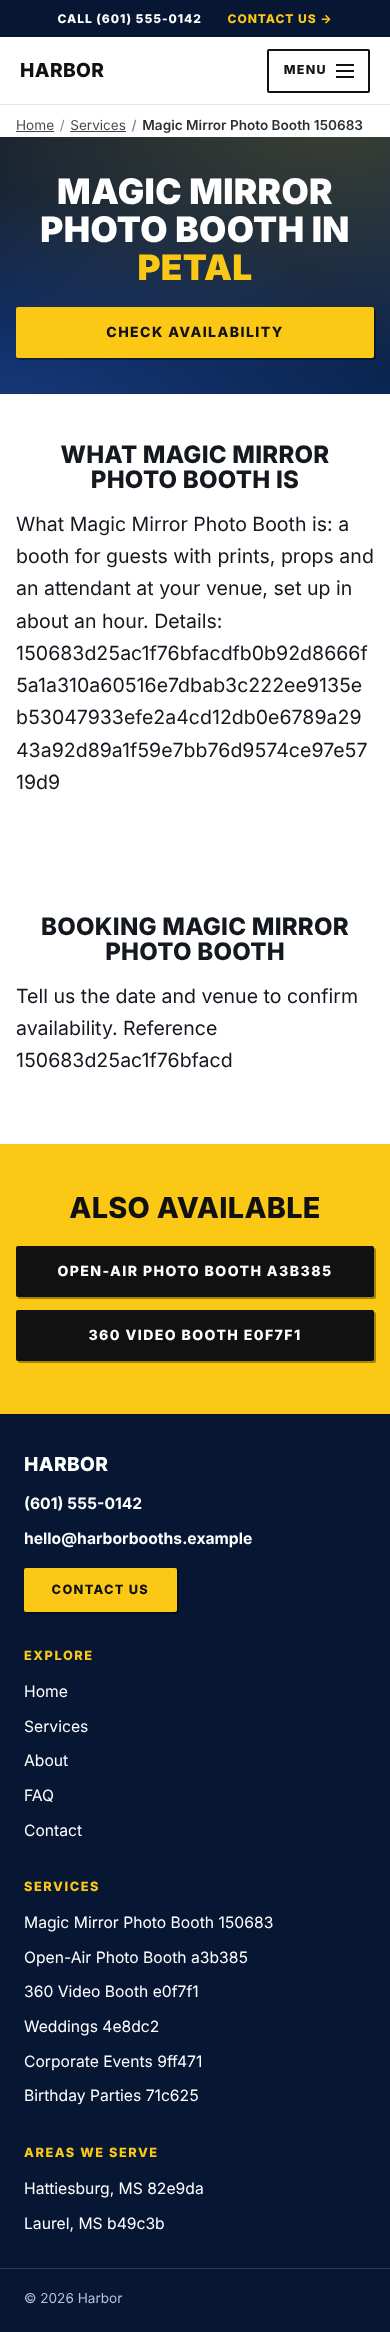 CALL (601) 555-0142 CONTACT US →
HARBOR
MENU
Home / Services / Magic Mirror Photo Booth 150683
MAGIC MIRROR
PHOTO BOOTH IN
PETAL
CHECK AVAILABILITY
WHAT MAGIC MIRROR
PHOTO BOOTH IS
What Magic Mirror Photo Booth is: a
booth for guests with prints, props and
an attendant at your venue, set up in
about an hour. Details:
150683d25ac1f76bfacdfb0b92d8666f
5a1a310a60516e7dbab3c222ee9135e
b53047933efe2a4cd12db0e6789a29
43a92d89a1f59e7bb76d9574ce97e57
19d9
BOOKING MAGIC MIRROR
PHOTO BOOTH
Tell us the date and venue to confirm
availability. Reference
150683d25ac1f76bfacd
ALSO AVAILABLE
OPEN-AIR PHOTO BOOTH A3B385
360 VIDEO BOOTH E0F7F1
HARBOR
(601) 555-0142
hello@harborbooths.example
CONTACT US
EXPLORE
Home
Services
About
FAQ
Contact
SERVICES
Magic Mirror Photo Booth 150683
Open-Air Photo Booth a3b385
360 Video Booth e0f7f1
Weddings 4e8dc2
Corporate Events 9ff471
Birthday Parties 71c625
AREAS WE SERVE
Hattiesburg, MS 82e9da
Laurel, MS b49c3b
© 2026 Harbor